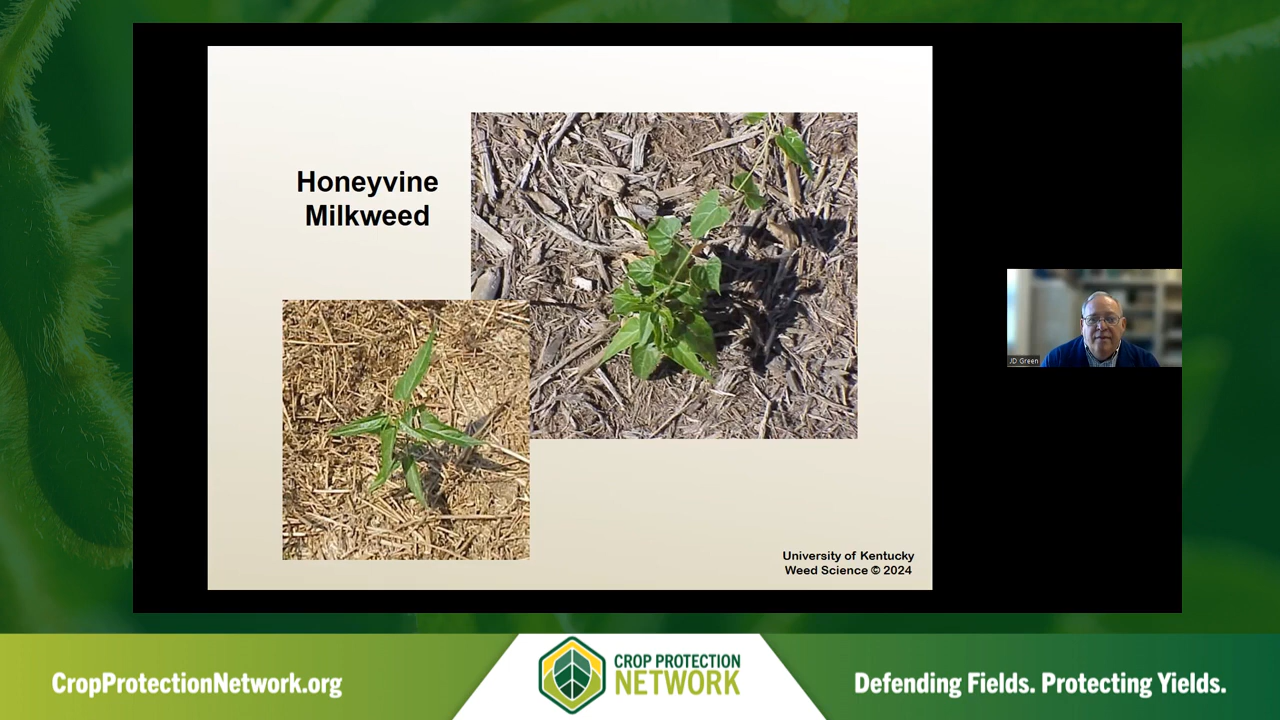 Honeyvine
Milkweed
JD Green
University of Kentucky
Weed Science © 2024
CropProtectionNetwork.org
CROP PROTECTION
NETWORK
Defending Fields. Protecting Yields.